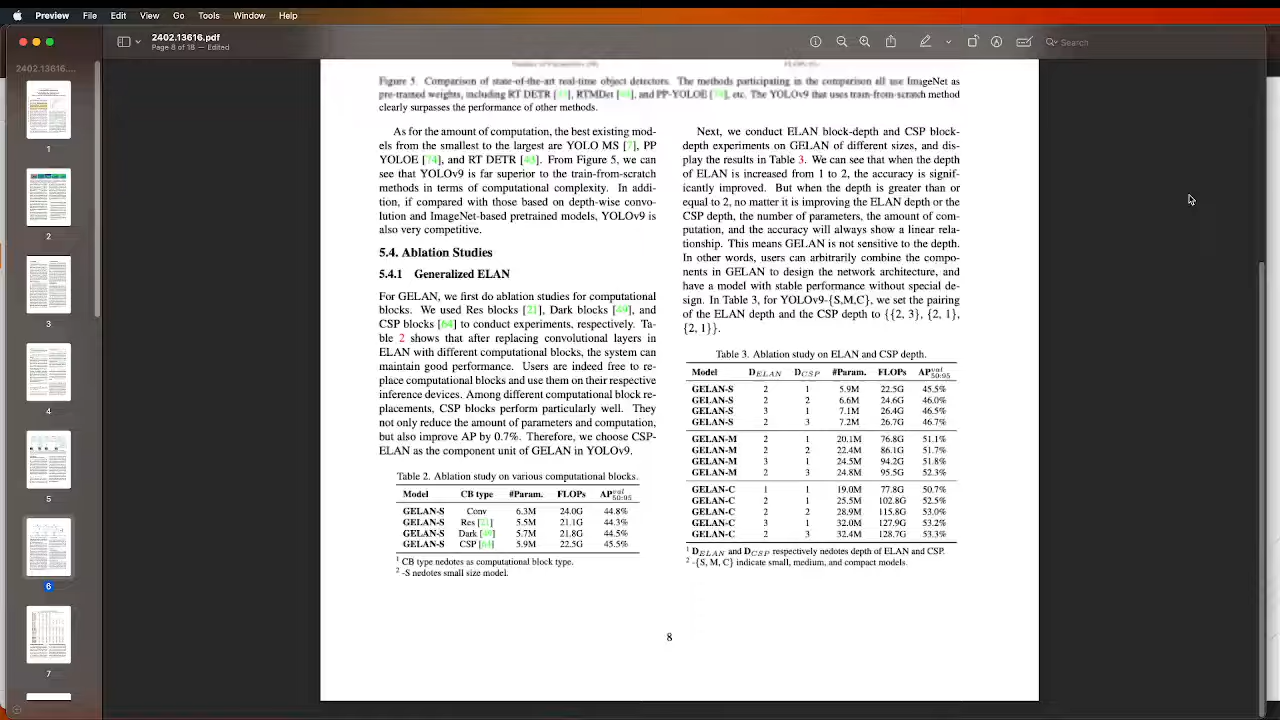 Preview File Edit View Go Tools Window Help
2402.13616.pdf
Page 8 of 18 — Edited
Search
2402.13616....
1
2
3
4
5
6
7
Figure 5. Comparison of state-of-the-art real-time object detectors. The methods participating in the comparison all use ImageNet as
pre-trained weights, including RT DETR, RTMDet, and PP-YOLOE, etc. The YOLOv9 that uses train-from-scratch method
clearly surpasses the performance of other methods.
As for the amount of computation, the best existing mod-
els from the smallest to the largest are YOLO MS [7], PP
YOLOE [74], and RT DETR [43]. From Figure 5, we can
see that YOLOv9 is far superior to the train-from-scratch
methods in terms of computational complexity. In addi-
tion, if compared with those based on depth-wise convo-
lution and ImageNet-based pretrained models, YOLOv9 is
also very competitive.
5.4. Ablation Studies
5.4.1 Generalized ELAN
For GELAN, we first do ablation studies for computational
blocks. We used Res blocks [21], Dark blocks [49], and
CSP blocks [64] to conduct experiments, respectively. Ta-
ble 2 shows that after replacing convolutional layers in
ELAN with different computational blocks, the system can
maintain good performance. Users are indeed free to re-
place computational blocks and use them on their respective
inference devices. Among different computational block re-
placements, CSP blocks perform particularly well. They
not only reduce the amount of parameters and computation,
but also improve AP by 0.7%. Therefore, we choose CSP-
ELAN as the component unit of GELAN in YOLOv9.
Table 2. Ablation study on various computational blocks.
Model CB type #Param. FLOPs AP val 50:95
GELAN-S Conv 6.3M 24.0G 44.8%
GELAN-S Res [21] 5.5M 21.1G 44.3%
GELAN-S Dark [49] 5.7M 21.8G 44.5%
GELAN-S CSP [64] 5.9M 22.5G 45.5%
1 CB type nedotes as computational block type.
2 -S nedotes small size model.
Next, we conduct ELAN block-depth and CSP block-
depth experiments on GELAN of different sizes, and dis-
play the results in Table 3. We can see that when the depth
of ELAN is increased from 1 to 2, the accuracy is signif-
icantly improved. But when the depth is greater than or
equal to 2, no matter it is improving the ELAN depth or the
CSP depth, the number of parameters, the amount of com-
putation, and the accuracy will always show a linear rela-
tionship. This means GELAN is not sensitive to the depth.
In other words, users can arbitrarily combine the compo-
nents in GELAN to design the network architecture, and
have a model with stable performance without special de-
sign. In Table 3, for YOLOv9-{S,M,C}, we set the pairing
of the ELAN depth and the CSP depth to {{2, 3}, {2, 1},
{2, 1}}.
Table 3. Ablation study on ELAN and CSP depth.
Model D ELAN D CSP #Param. FLOPs AP val 50:95
GELAN-S 2 1 5.9M 22.5G 45.5%
GELAN-S 2 2 6.6M 24.6G 46.0%
GELAN-S 3 1 7.1M 26.4G 46.5%
GELAN-S 2 3 7.2M 26.7G 46.7%
GELAN-M 2 1 20.1M 76.8G 51.1%
GELAN-M 2 2 22.4M 86.1G 51.7%
GELAN-M 3 1 24.5M 94.2G 51.8%
GELAN-M 2 3 24.8M 95.5G 52.3%
GELAN-C 1 1 19.0M 77.8G 50.7%
GELAN-C 2 1 25.5M 102.8G 52.5%
GELAN-C 2 2 28.9M 115.8G 53.0%
GELAN-C 3 1 32.0M 127.9G 53.2%
GELAN-C 2 3 32.4M 128.7G 53.3%
1 D ELAN and D CSP respectively nedotes depth of ELAN and CSP.
2 -{S, M, C} indicate small, medium, and compact models.
8